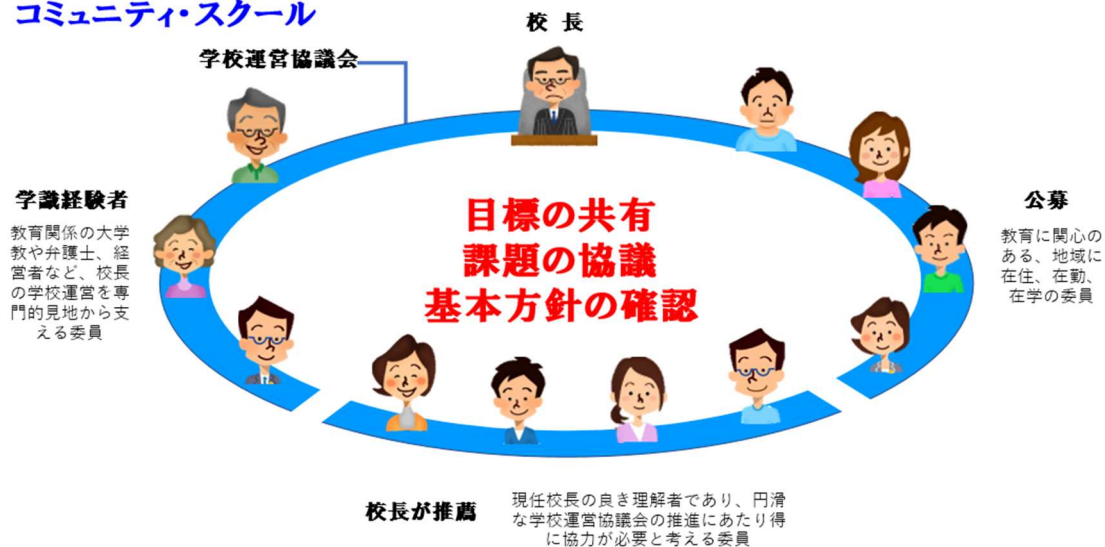 コミュニティ・スクール
校 長
学校運営協議会
学識経験者
教育関係の大学
教や弁護士、経
営者など、校長
の学校運営を専
門的見地から支
える委員
目標の共有
課題の協議
基本方針の確認
公募
教育に関心の
ある、地域に
在住、在勤、
在学の委員
校長が推薦
現任校長の良き理解者であり、円滑
な学校運営協議会の推進にあたり得
に協力が必要と考える委員